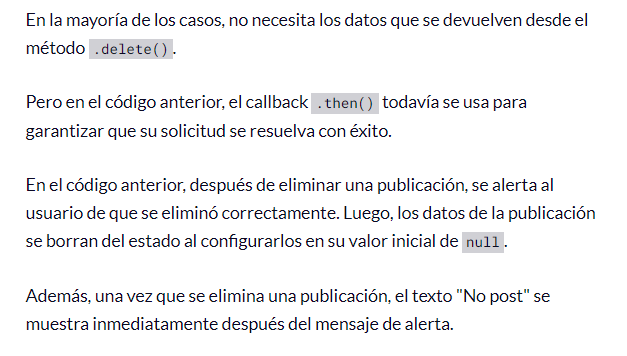 En la mayoría de los casos, no necesita los datos que se devuelven desde el
método .delete().
Pero en el código anterior, el callback .then() todavía se usa para
garantizar que su solicitud se resuelva con éxito.
En el código anterior, después de eliminar una publicación, se alerta al
usuario de que se eliminó correctamente. Luego, los datos de la publicación
se borran del estado al configurarlos en su valor inicial de null.
Además, una vez que se elimina una publicación, el texto "No post" se
muestra inmediatamente después del mensaje de alerta.